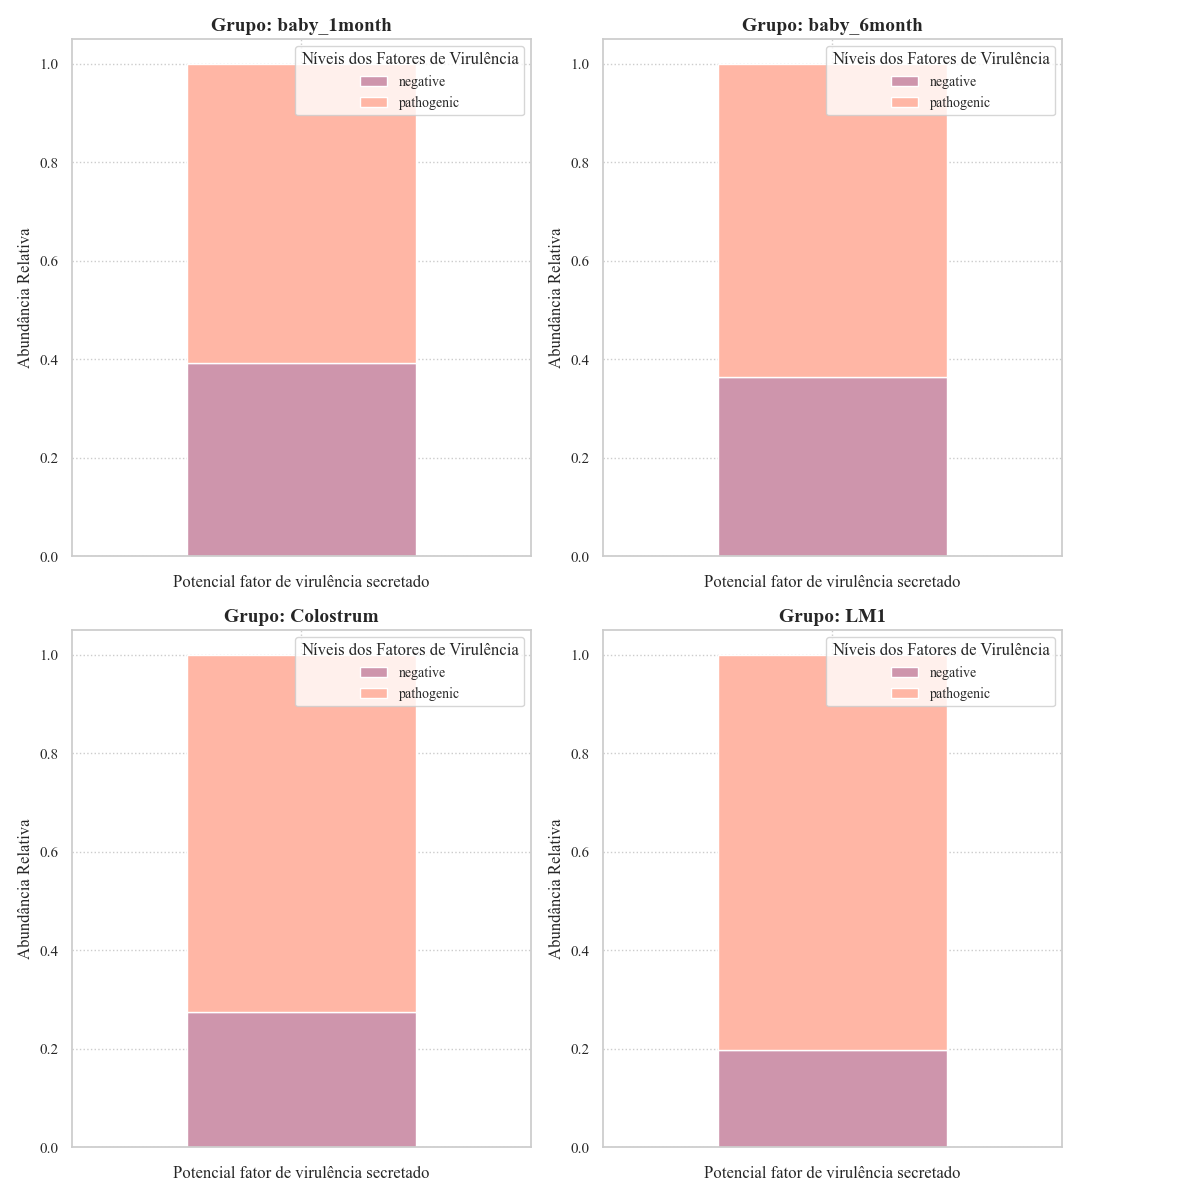 Grupo: baby_1month
Níveis dos Fatores de Virulência
negative
pathogenic
1.0
0.8
0.6
0.4
0.2
0.0
Abundância Relativa
Potencial fator de virulência secretado
Grupo: baby_6month
Níveis dos Fatores de Virulência
negative
pathogenic
1.0
0.8
0.6
0.4
0.2
0.0
Abundância Relativa
Potencial fator de virulência secretado
Grupo: Colostrum
Níveis dos Fatores de Virulência
negative
pathogenic
1.0
0.8
0.6
0.4
0.2
0.0
Abundância Relativa
Potencial fator de virulência secretado
Grupo: LM1
Níveis dos Fatores de Virulência
negative
pathogenic
1.0
0.8
0.6
0.4
0.2
0.0
Abundância Relativa
Potencial fator de virulência secretado